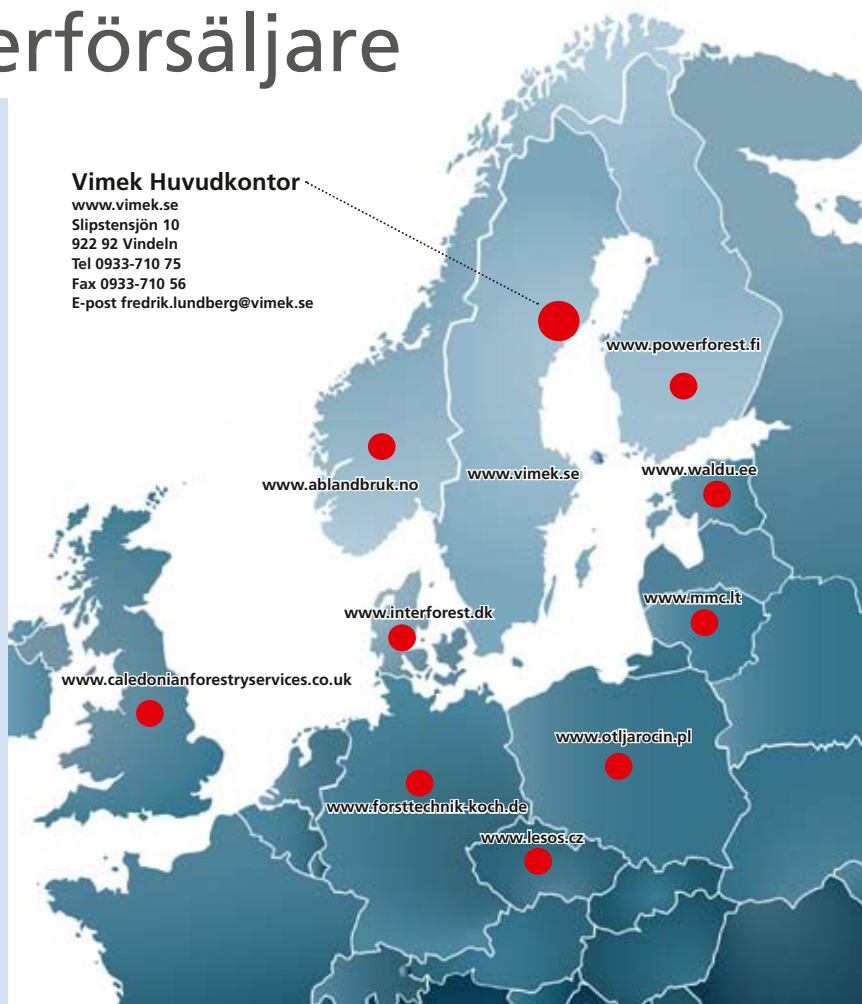 erförsäljare
Vimek Huvudkontor
www.vimek.se
Slipstensjön 10
922 92 Vindeln
Tel 0933-710 75
Fax 0933-710 56
E-post fredrik.lundberg@vimek.se
www.powerforest.fi
www.vimek.se
www.waldu.ee
www.ablandbruk.no
www.mmc.lt
www.interforest.dk
www.caledonianforestryservices.co.uk
www.otljarocin.pl
www.forsttechnik-koch.de
www.lesos.cz